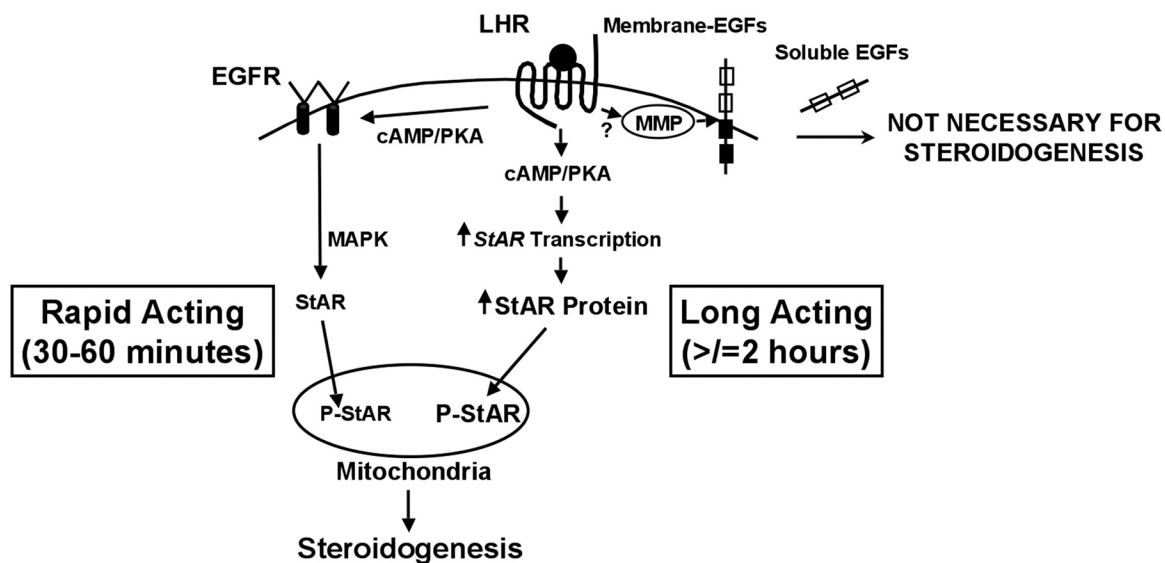 LHR
Membrane-EGFs
Soluble EGFs
EGFR
cAMP/PKA
?
MMP
NOT NECESSARY FOR
STEROIDOGENESIS
cAMP/PKA
MAPK
StAR Transcription
Rapid Acting
(30-60 minutes)
StAR
StAR Protein
Long Acting
(>/=2 hours)
P-StAR
P-StAR
Mitochondria
Steroidogenesis